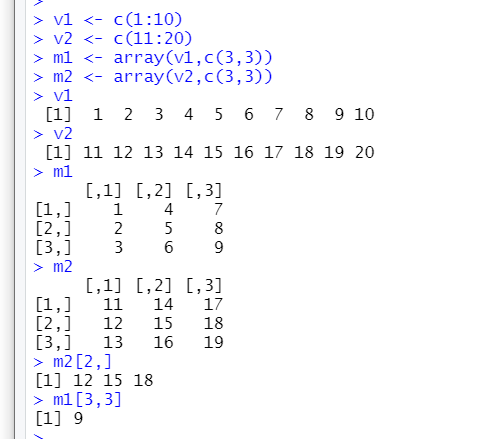 >
> v1 <- c(1:10)
> v2 <- c(11:20)
> m1 <- array(v1,c(3,3))
> m2 <- array(v2,c(3,3))
> v1
 [1]  1  2  3  4  5  6  7  8  9 10
> v2
 [1] 11 12 13 14 15 16 17 18 19 20
> m1
     [,1] [,2] [,3]
[1,]    1    4    7
[2,]    2    5    8
[3,]    3    6    9
> m2
     [,1] [,2] [,3]
[1,]   11   14   17
[2,]   12   15   18
[3,]   13   16   19
> m2[2,]
[1] 12 15 18
> m1[3,3]
[1] 9
>